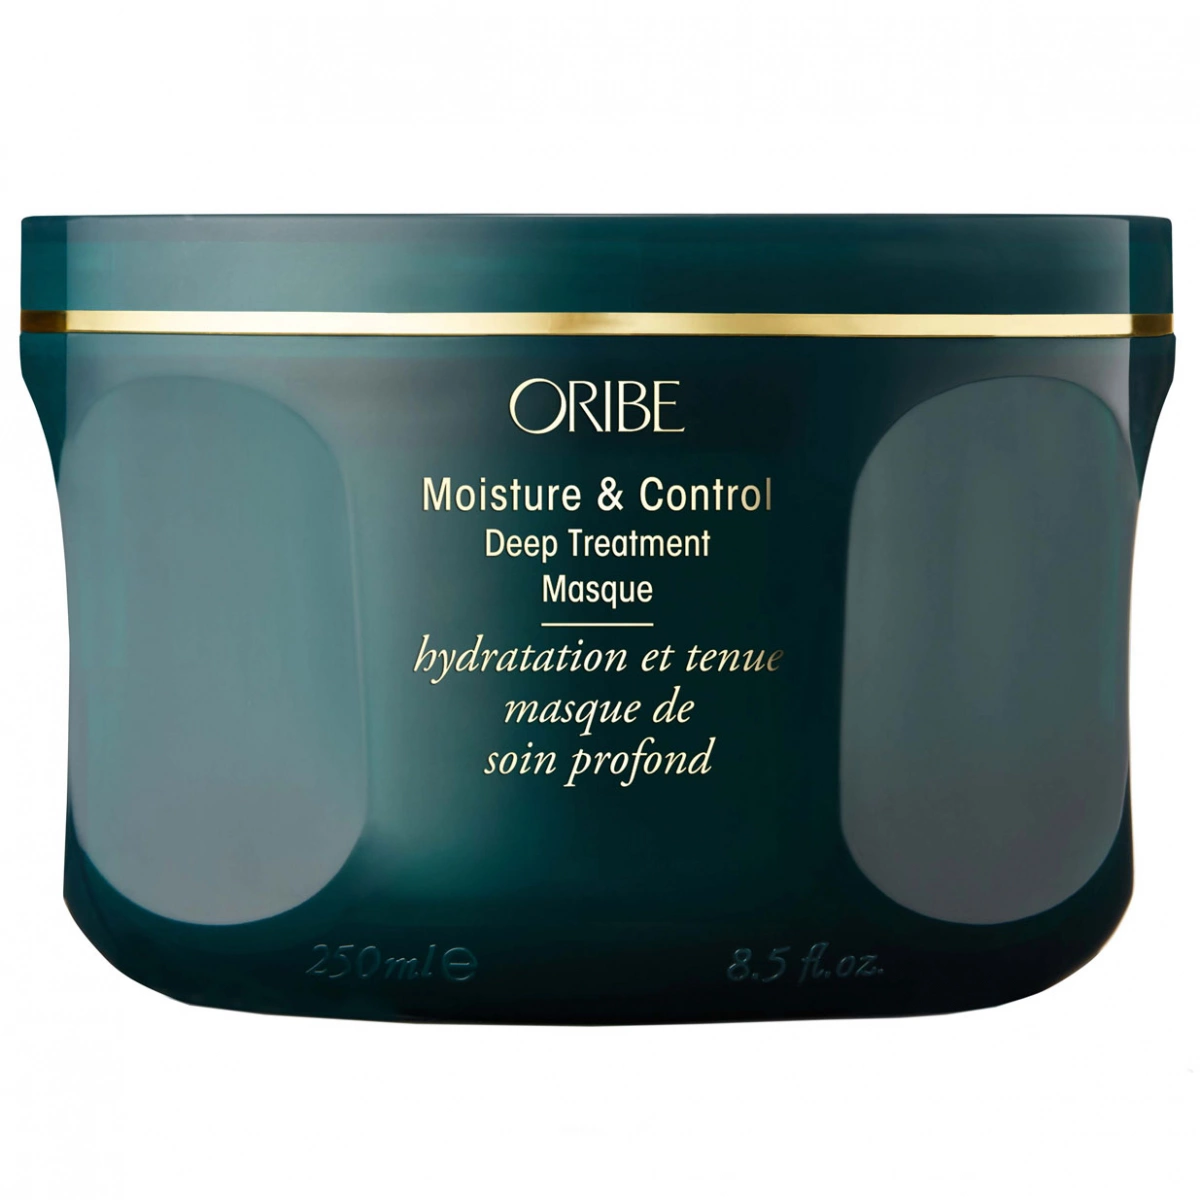 ORIBE
Moisture & Control
Deep Treatment
Masque
hydratation et tenue
masque de
soin profond
250ml ℮ 8.5 fl.oz.